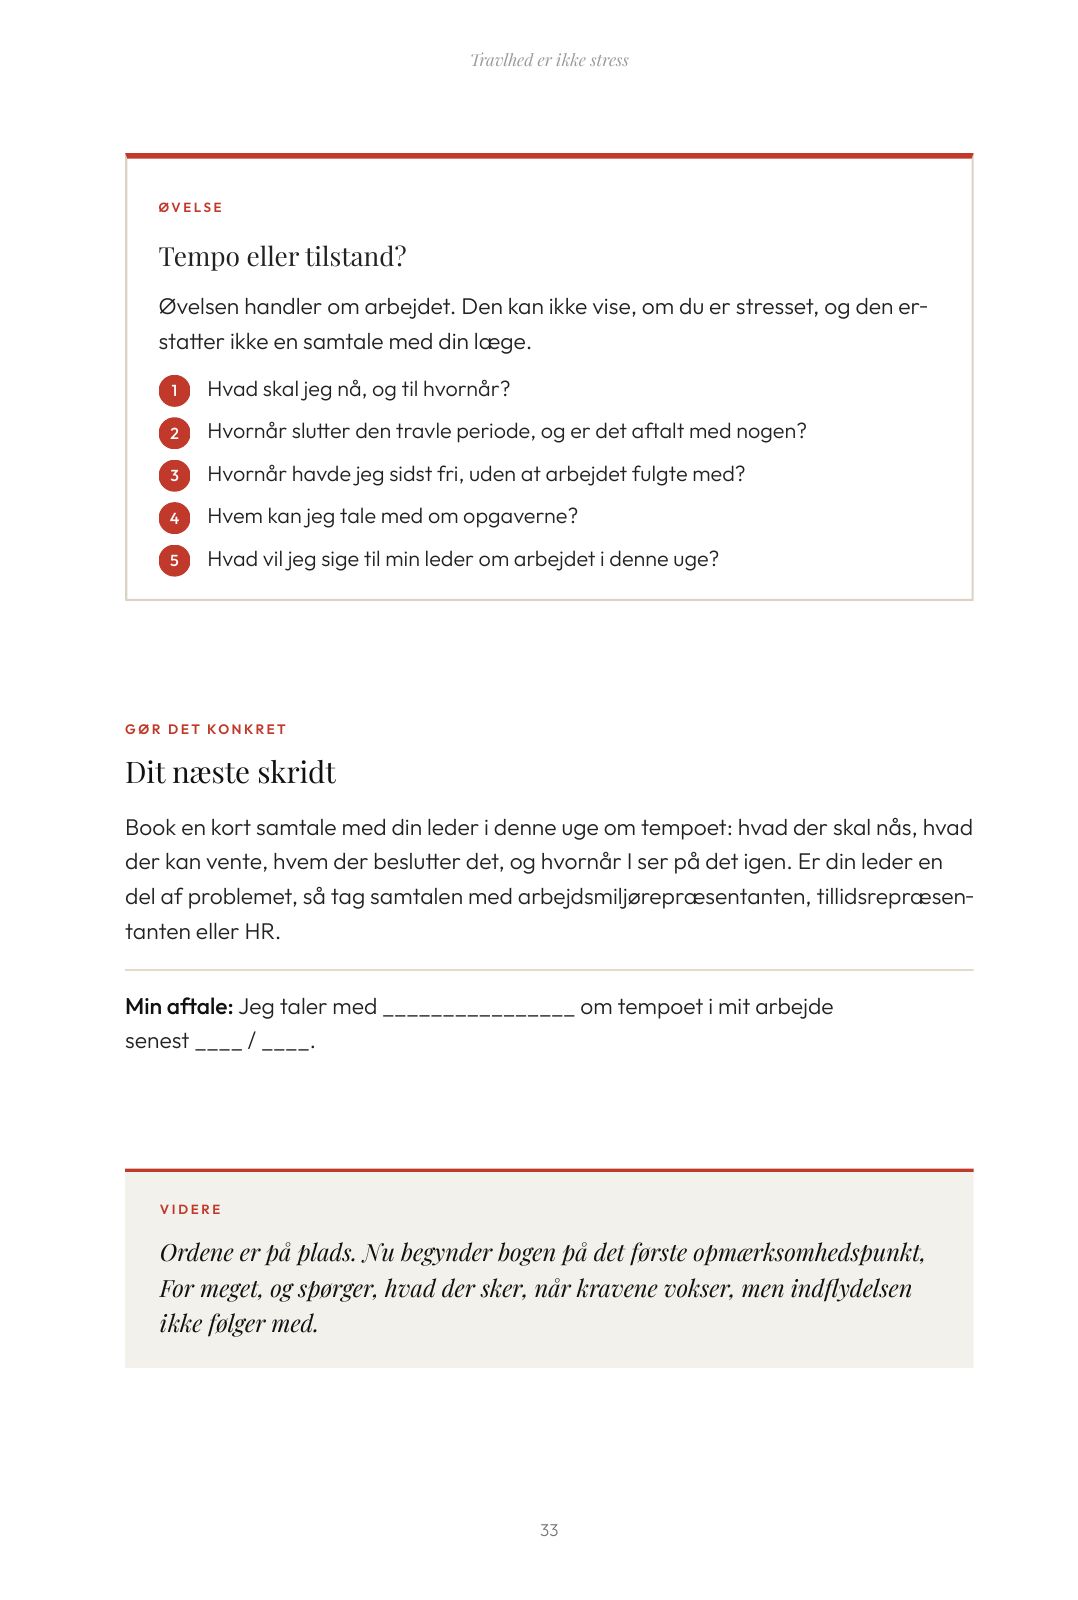 Travlhed er ikke stress
ØVELSE
Tempo eller tilstand?
Øvelsen handler om arbejdet. Den kan ikke vise, om du er stresset, og den er-
statter ikke en samtale med din læge.
1 Hvad skal jeg nå, og til hvornår?
2 Hvornår slutter den travle periode, og er det aftalt med nogen?
3 Hvornår havde jeg sidst fri, uden at arbejdet fulgte med?
4 Hvem kan jeg tale med om opgaverne?
5 Hvad vil jeg sige til min leder om arbejdet i denne uge?
GØR DET KONKRET
Dit næste skridt
Book en kort samtale med din leder i denne uge om tempoet: hvad der skal nås, hvad
der kan vente, hvem der beslutter det, og hvornår I ser på det igen. Er din leder en
del af problemet, så tag samtalen med arbejdsmiljørepræsentanten, tillidsrepræsen-
tanten eller HR.
Min aftale: Jeg taler med ________________ om tempoet i mit arbejde
senest ____ / ____.
VIDERE
Ordene er på plads. Nu begynder bogen på det første opmærksomhedspunkt,
For meget, og spørger, hvad der sker, når kravene vokser, men indflydelsen
ikke følger med.
33